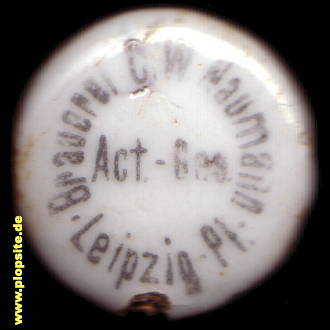 Brauerei C.W. Naumann
Act.-Ges.
Leipzig-Pl.
www.plopsite.de